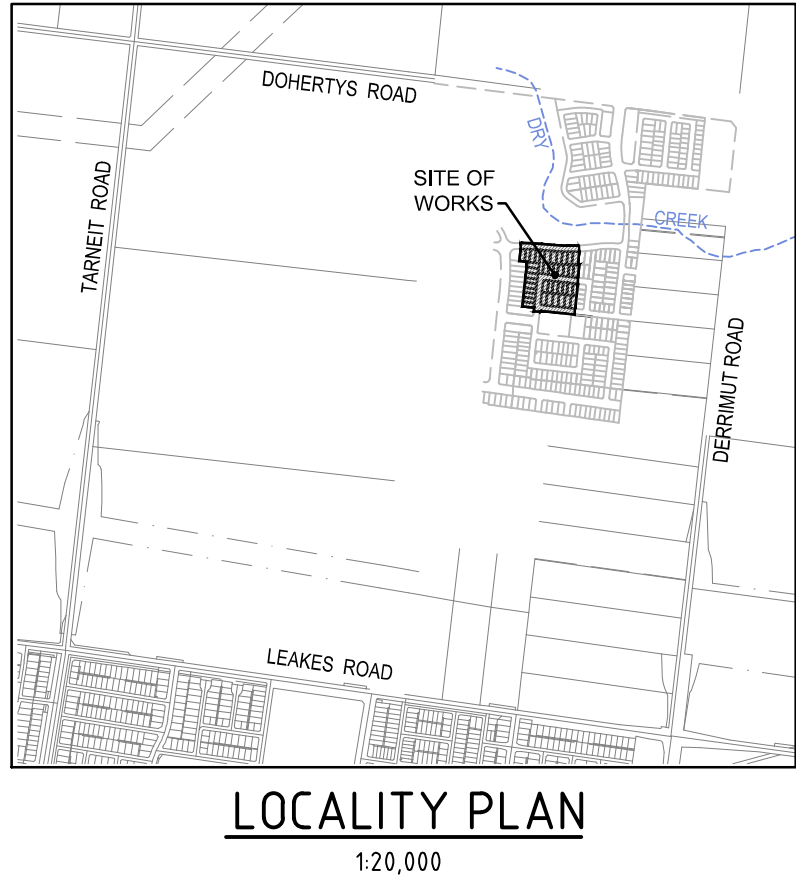 DOHERTYS ROAD
DRY
SITE OF
WORKS
TARNEIT ROAD
CREEK
DERRIMUT ROAD
LEAKES ROAD
LOCALITY PLAN
1:20,000